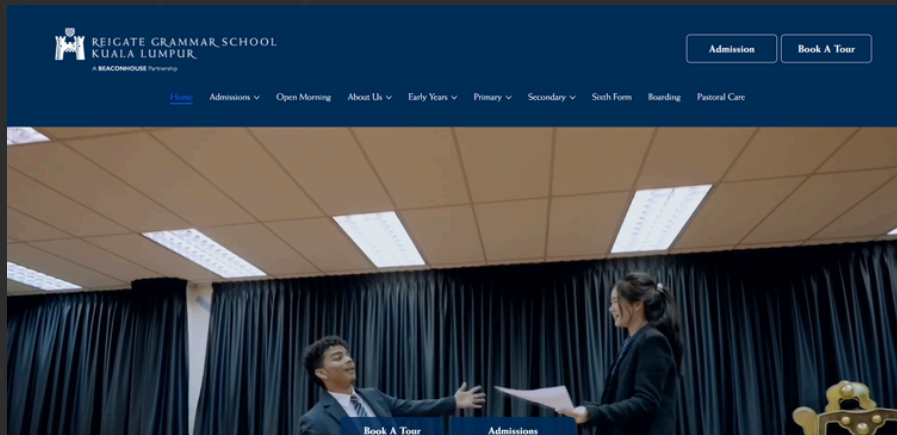 REIGATE GRAMMAR SCHOOL
KUALA LUMPUR
A BEACONHOUSE Partnership
Admission
Book A Tour
Home
Admissions
Open Morning
About Us
Early Years
Primary
Secondary
Sixth Form
Boarding
Pastoral Care
Book A Tour
Admissions